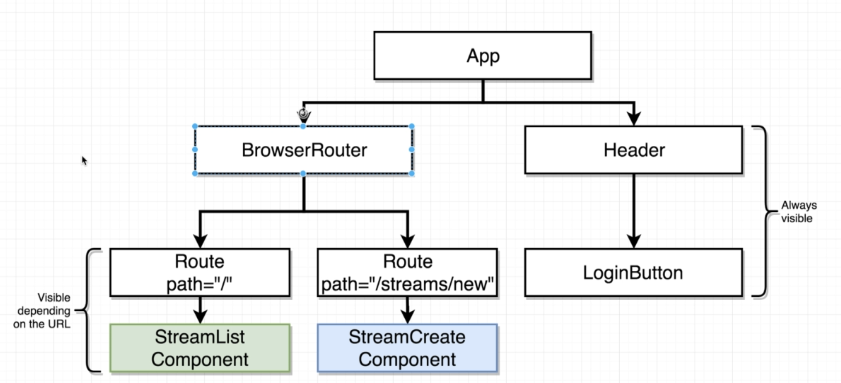 App
BrowserRouter
Header
Always
visible
Route
path="/"
Route
path="/streams/new"
LoginButton
Visible
depending
on the URL
StreamList
Component
StreamCreate
Component